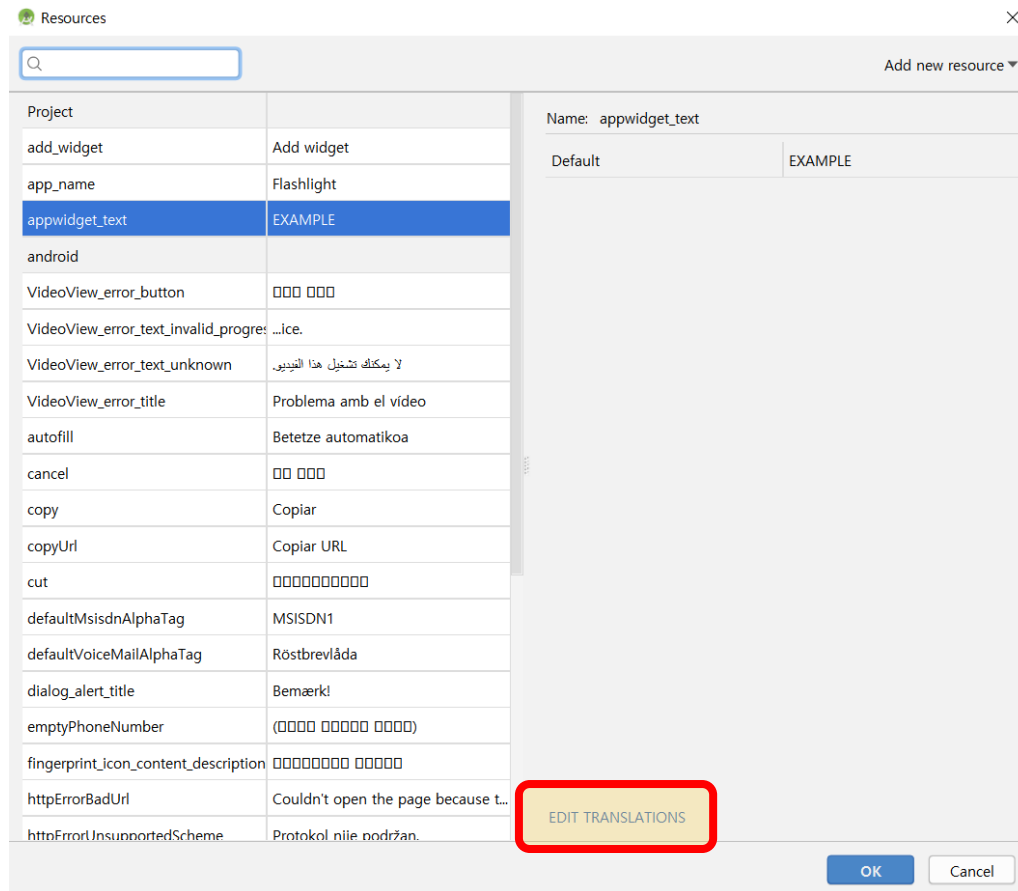 Resources
Add new resource
Project
Name: appwidget_text
add_widget Add widget
Default EXAMPLE
app_name Flashlight
appwidget_text EXAMPLE
android
VideoView_error_button
VideoView_error_text_invalid_progres ...ice.
VideoView_error_text_unknown لا يمكنك تشغيل هذا الفيديو.
VideoView_error_title Problema amb el vídeo
autofill Betetze automatikoa
cancel
copy Copiar
copyUrl Copiar URL
cut
defaultMsisdnAlphaTag MSISDN1
defaultVoiceMailAlphaTag Röstbrevlåda
dialog_alert_title Bemærk!
emptyPhoneNumber
fingerprint_icon_content_description
httpErrorBadUrl Couldn't open the page because t...
EDIT TRANSLATIONS
httpErrorUnsupportedScheme Protokol nije podržan.
OK Cancel